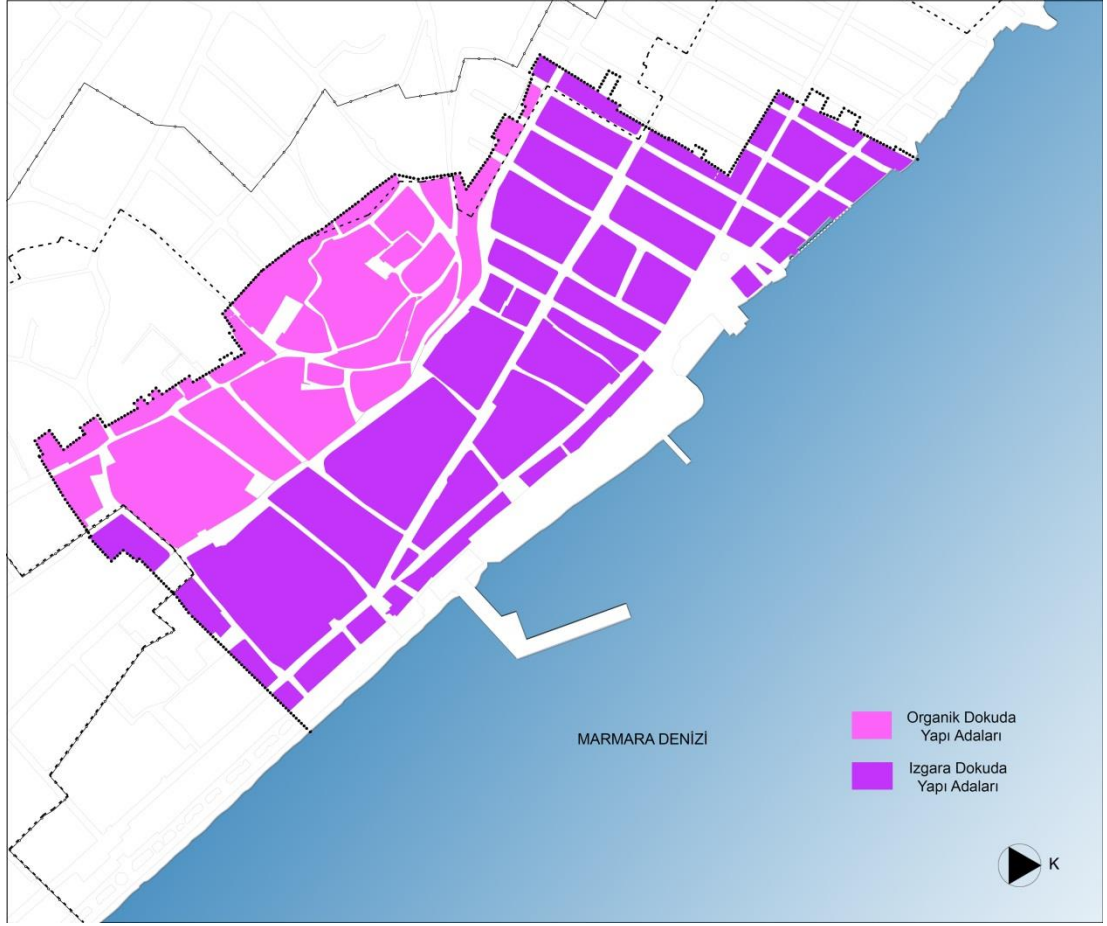 MARMARA DENİZİ
Organik Dokuda
Yapı Adaları
Izgara Dokuda
Yapı Adaları
K